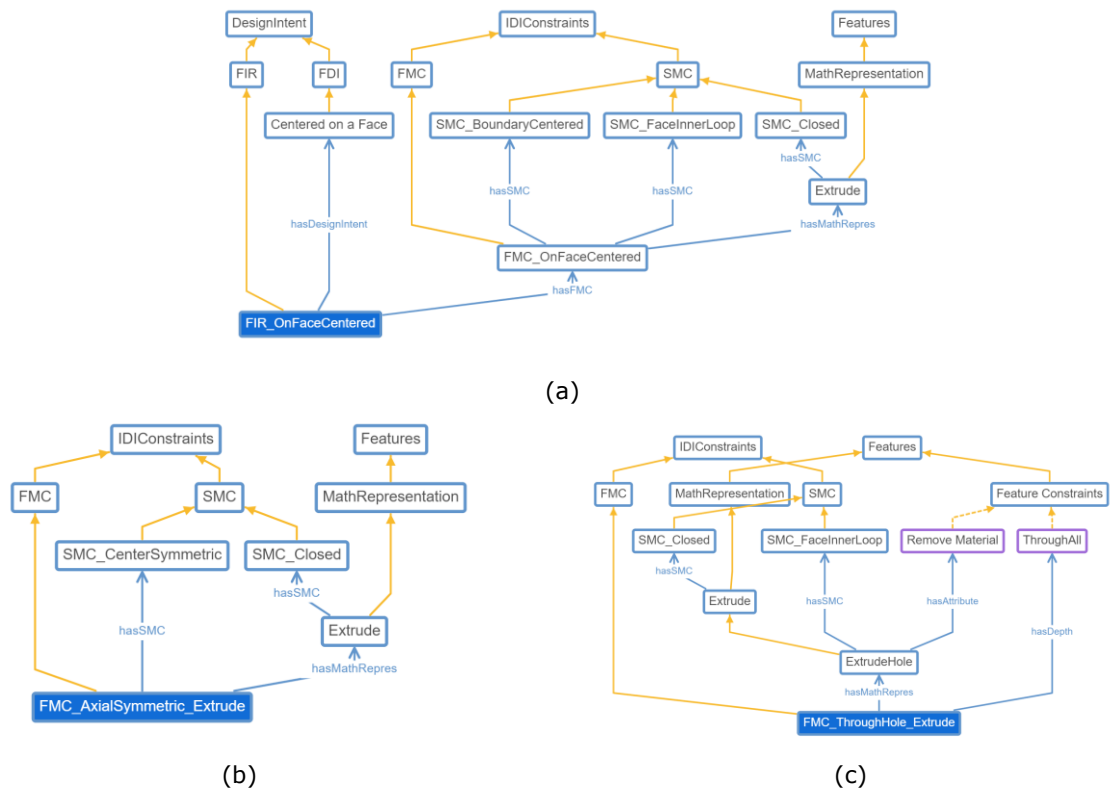 DesignIntent
IDIConstraints
Features
FIR
FDI
FMC
SMC
MathRepresentation
Centered on a Face
SMC_BoundaryCentered
SMC_FaceInnerLoop
SMC_Closed
hasSMC
hasSMC
hasSMC
Extrude
hasDesignIntent
hasMathRepres
FMC_OnFaceCentered
hasFMC
FIR_OnFaceCentered
(a)
IDIConstraints
Features
FMC
SMC
MathRepresentation
SMC_CenterSymmetric
SMC_Closed
hasSMC
hasSMC
Extrude
hasMathRepres
FMC_AxialSymmetric_Extrude
(b)
IDIConstraints
Features
FMC
MathRepresentation
SMC
Feature Constraints
SMC_Closed
SMC_FaceInnerLoop
Remove Material
ThroughAll
hasSMC
Extrude
hasSMC
hasAttribute
hasDepth
ExtrudeHole
hasMathRepres
FMC_ThroughHole_Extrude
(c)